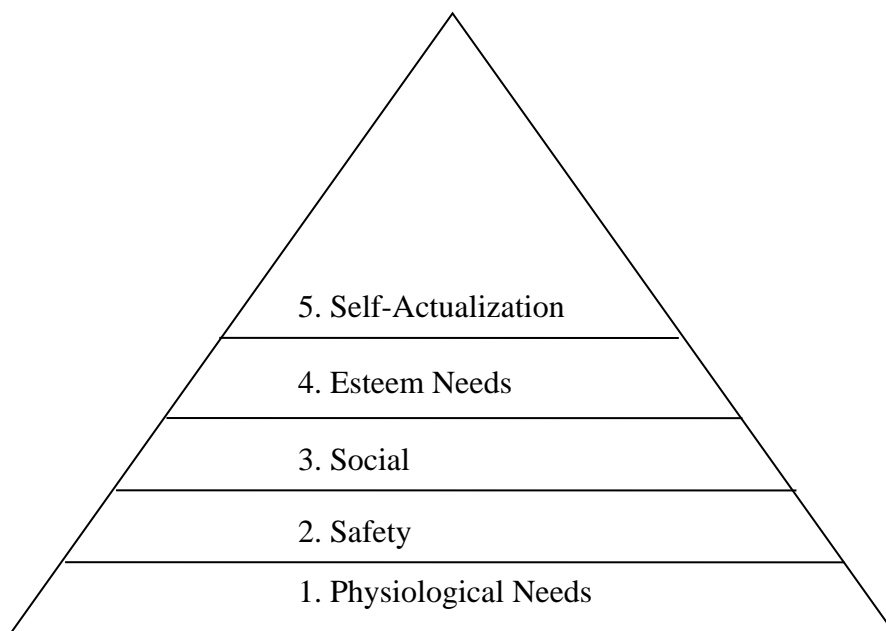 5. Self-Actualization
4. Esteem Needs
3. Social
2. Safety
1. Physiological Needs